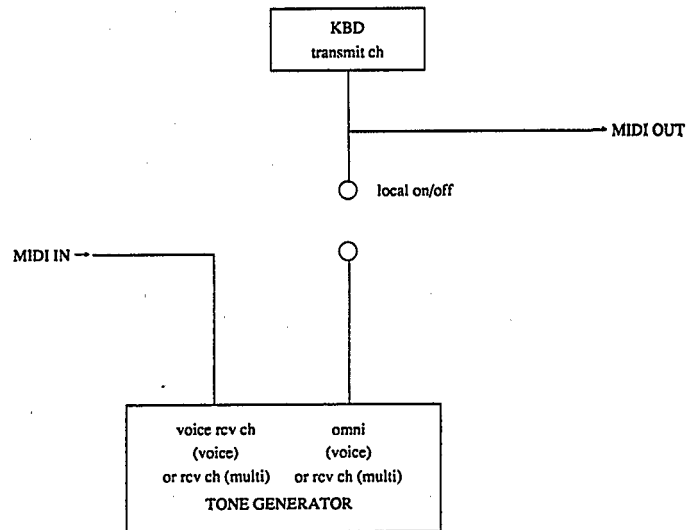 KBD
transmit ch
MIDI OUT
local on/off
MIDI IN
voice rcv ch omni
(voice) (voice)
or rcv ch (multi) or rcv ch (multi)
TONE GENERATOR